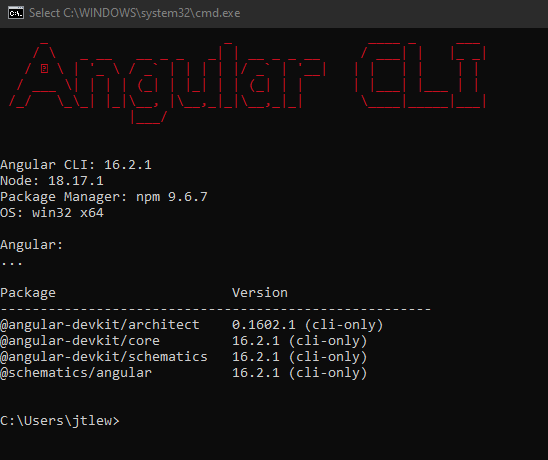 Select C:\WINDOWS\system32\cmd.exe
Angular CLI
Angular CLI: 16.2.1
Node: 18.17.1
Package Manager: npm 9.6.7
OS: win32 x64
Angular:
...
Package Version
------------------------------------------------------
@angular-devkit/architect 0.1602.1 (cli-only)
@angular-devkit/core 16.2.1 (cli-only)
@angular-devkit/schematics 16.2.1 (cli-only)
@schematics/angular 16.2.1 (cli-only)
C:\Users\jtlew>